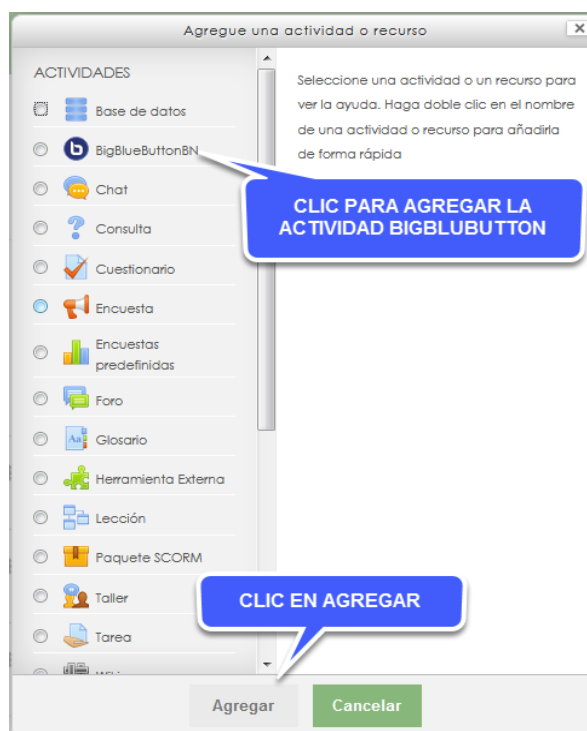 Agregue una actividad o recurso
ACTIVIDADES
Base de datos
BigBlueButtonBN
Chat
Consulta
Cuestionario
Encuesta
Encuestas
predefinidas
Foro
Glosario
Herramienta Externa
Lección
Paquete SCORM
Taller
Tarea
Seleccione una actividad o un recurso para
ver la ayuda. Haga doble clic en el nombre
de una actividad o recurso para añadirla
de forma rápida
CLIC PARA AGREGAR LA
ACTIVIDAD BIGBLUBUTTON
CLIC EN AGREGAR
Agregar
Cancelar